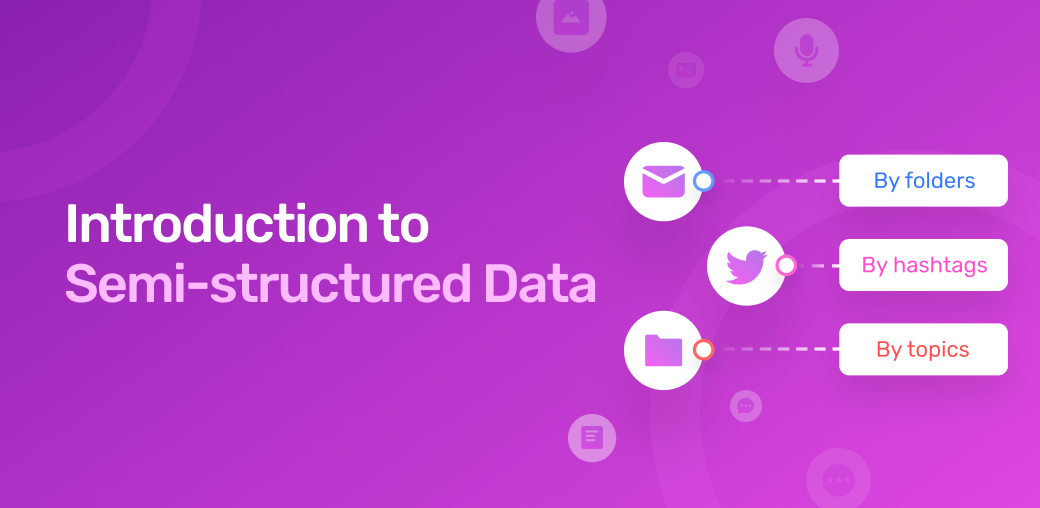 Introduction to
Semi-structured Data
By folders
By hashtags
By topics